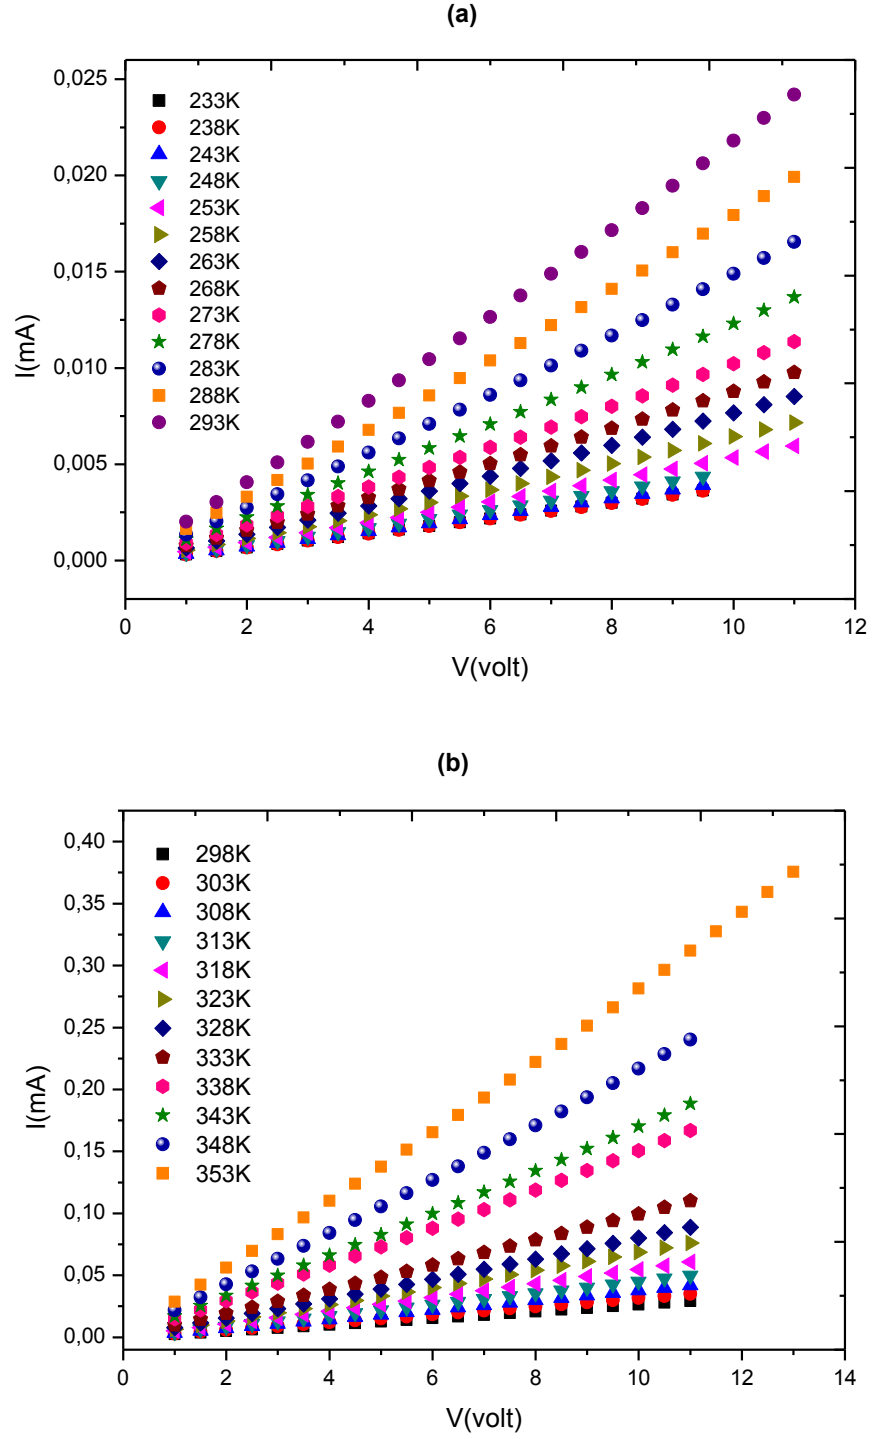 (a)
0,025
0,020
0,015
0,010
0,005
0,000
I(mA)
233K
238K
243K
248K
253K
258K
263K
268K
273K
278K
283K
288K
293K
0 2 4 6 8 10 12
V(volt)
(b)
0,40
0,35
0,30
0,25
0,20
0,15
0,10
0,05
0,00
I(mA)
298K
303K
308K
313K
318K
323K
328K
333K
338K
343K
348K
353K
0 2 4 6 8 10 12 14
V(volt)